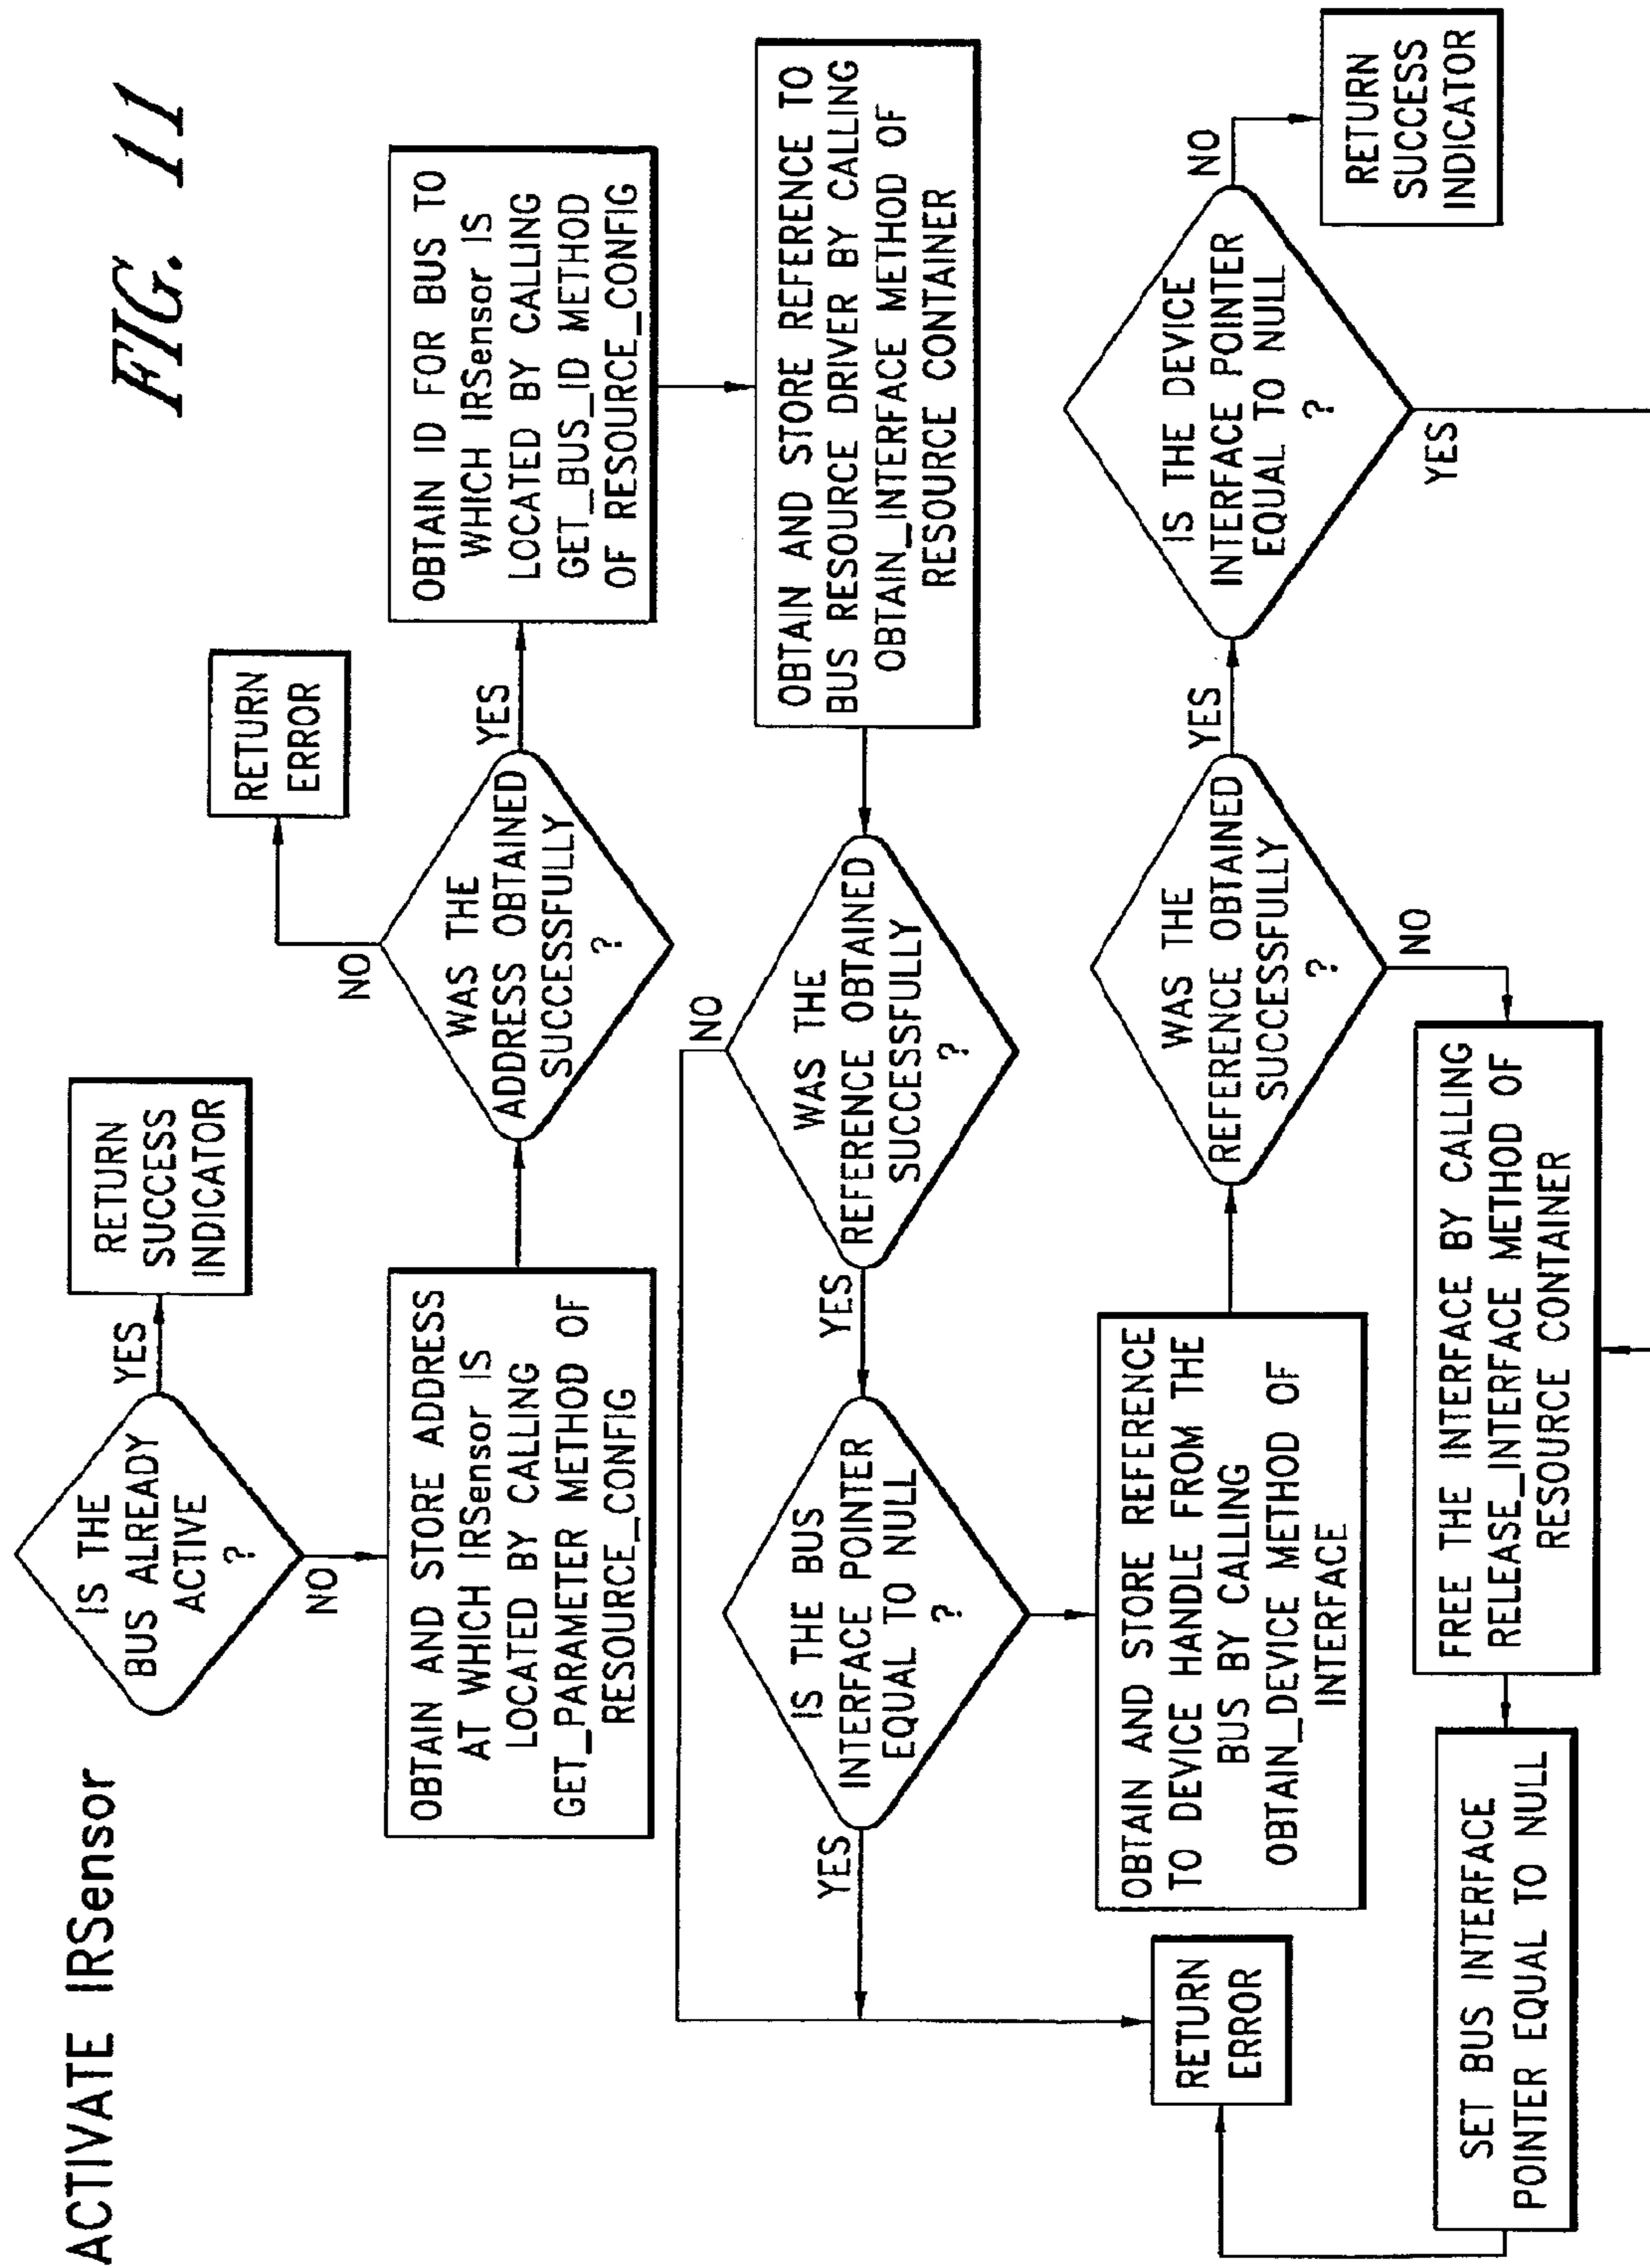 ACTIVATE IRSensor
FIG. 11
IS THE
BUS ALREADY
ACTIVE
?
YES
RETURN
SUCCESS
INDICATOR
NO
OBTAIN AND STORE ADDRESS
AT WHICH IRSensor IS
LOCATED BY CALLING
GET_PARAMETER METHOD OF
RESOURCE_CONFIG
WAS THE
ADDRESS OBTAINED
SUCCESSFULLY
?
NO
RETURN
ERROR
YES
OBTAIN ID FOR BUS TO
WHICH IRSensor IS
LOCATED BY CALLING
GET_BUS_ID METHOD
OF RESOURCE_CONFIG
OBTAIN AND STORE REFERENCE TO
BUS RESOURCE DRIVER BY CALLING
OBTAIN_INTERFACE METHOD OF
RESOURCE CONTAINER
WAS THE
REFERENCE OBTAINED
SUCCESSFULLY
?
NO
YES
IS THE BUS
INTERFACE POINTER
EQUAL TO NULL
?
YES
RETURN
ERROR
OBTAIN AND STORE REFERENCE
TO DEVICE HANDLE FROM THE
BUS BY CALLING
OBTAIN_DEVICE METHOD OF
INTERFACE
WAS THE
REFERENCE OBTAINED
SUCCESSFULLY
?
YES
NO
IS THE DEVICE
INTERFACE POINTER
EQUAL TO NULL
?
NO
RETURN
SUCCESS
INDICATOR
YES
FREE THE INTERFACE BY CALLING
RELEASE_INTERFACE METHOD OF
RESOURCE CONTAINER
SET BUS INTERFACE
POINTER EQUAL TO NULL